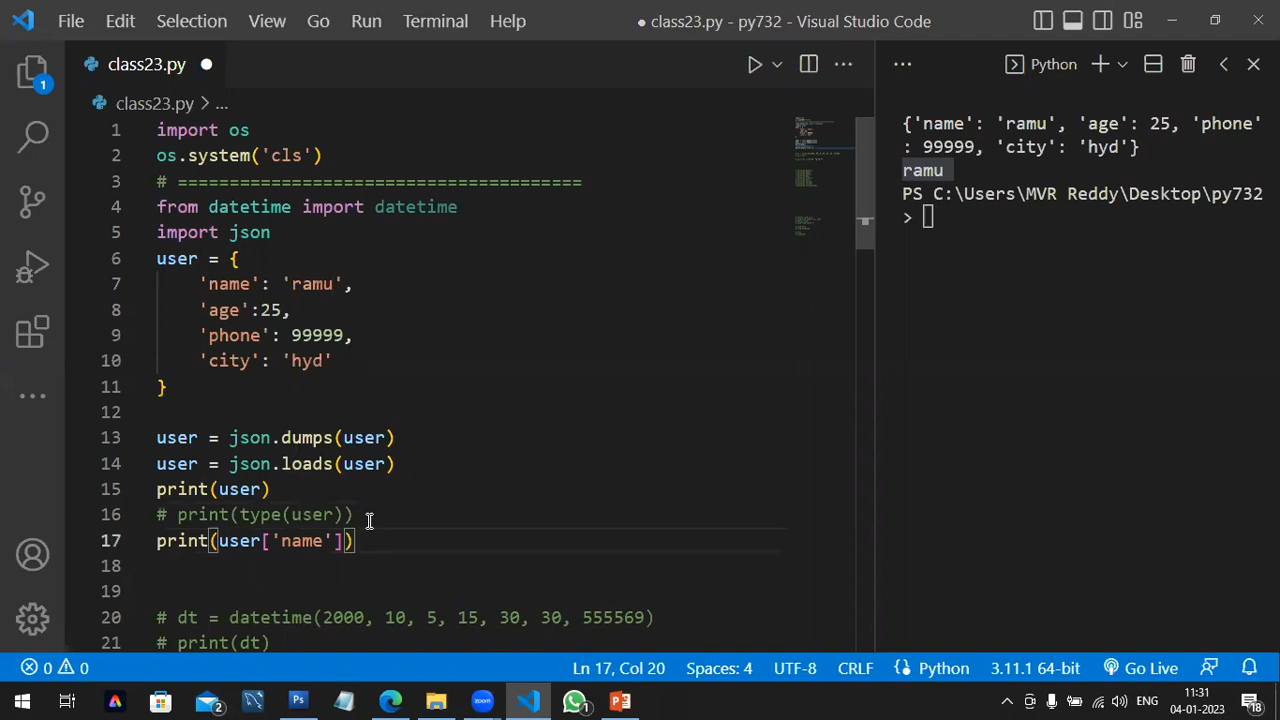 File Edit Selection View Go Run Terminal Help
● class23.py - py732 - Visual Studio Code
class23.py ●
Python
class23.py > ...
1 import os
2 os.system('cls')
3 # =======================================
4 from datetime import datetime
5 import json
6 user = {
7 'name': 'ramu',
8 'age':25,
9 'phone': 99999,
10 'city': 'hyd'
11 }
12
13 user = json.dumps(user)
14 user = json.loads(user)
15 print(user)
16 # print(type(user))
17 print(user['name'])
18
19
20 # dt = datetime(2000, 10, 5, 15, 30, 30, 555569)
21 # print(dt)
{'name': 'ramu', 'age': 25, 'phone'
: 99999, 'city': 'hyd'}
ramu
PS C:\Users\MVR Reddy\Desktop\py732
>
1
0 0 Ln 17, Col 20 Spaces: 4 UTF-8 CRLF Python 3.11.1 64-bit Go Live
A 2 Ps zoom 1 P ENG
11:31
04-01-2023
18